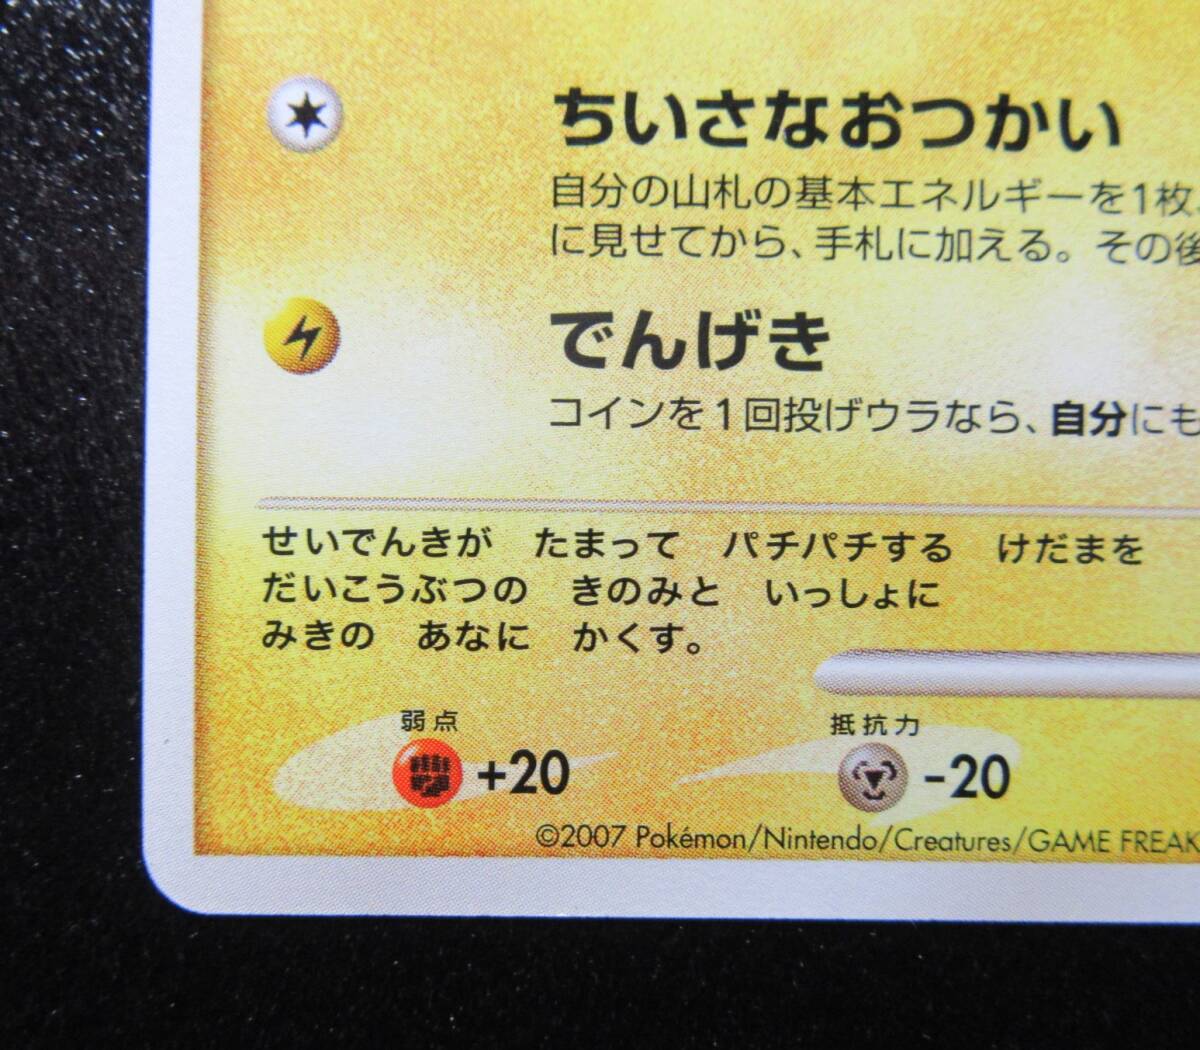 ちいさなおつかい
自分の山札の基本エネルギーを1枚、
に見せてから、手札に加える。その後
でんげき
コインを1回投げウラなら、自分にも
せいでんきが たまって パチパチする けだまを
だいこうぶつの きのみと いっしょに
みきの あなに かくす。
弱点
+20
抵抗力
-20
©2007 Pokémon/Nintendo/Creatures/GAME FREAK